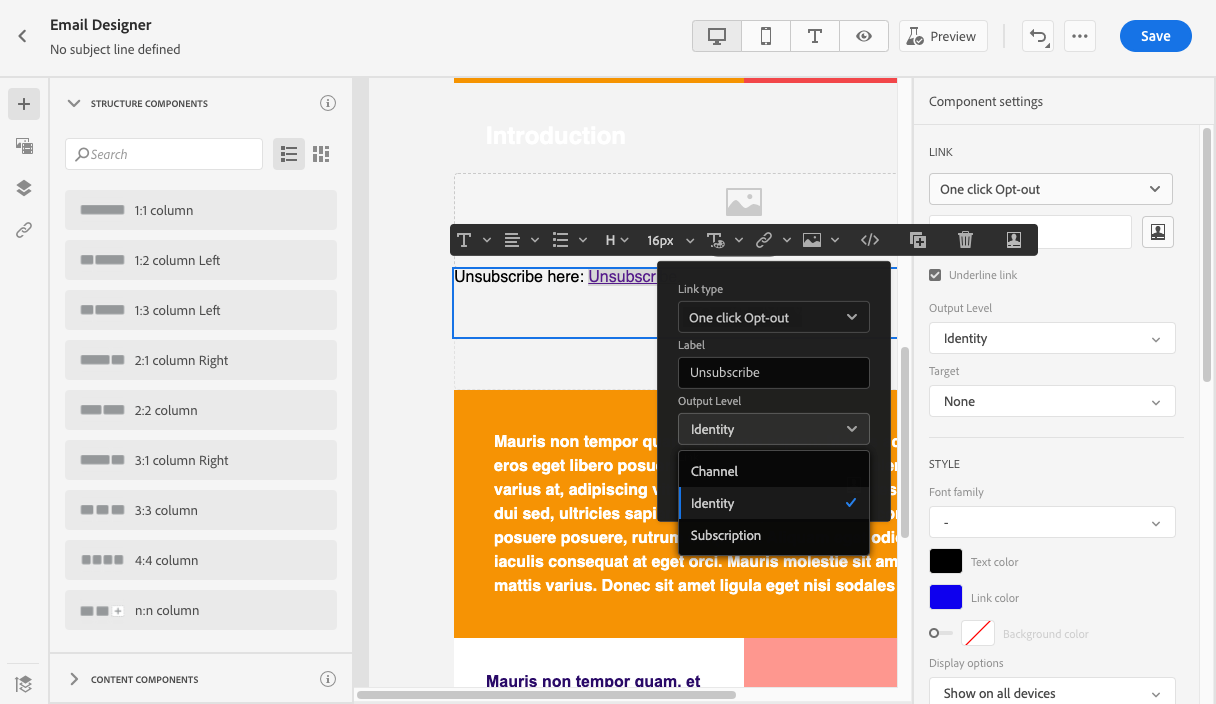 Email Designer
No subject line defined
Preview
Save
STRUCTURE COMPONENTS
Search
1:1 column
1:2 column Left
1:3 column Left
2:1 column Right
2:2 column
3:1 column Right
3:3 column
4:4 column
n:n column
CONTENT COMPONENTS
Introduction
H
16px
Unsubscribe here: Unsubscr
Link type
One click Opt-out
Label
Unsubscribe
Output Level
Identity
Channel
Identity
Subscription
Mauris non tempor qu
eros eget libero posue
varius at, adipiscing v
dui sed, ultricies sapi
posuere posuere, rutrum odio
iaculis consequat at eget orci. Mauris molestie sit am
mattis varius. Donec sit amet ligula eget nisi sodales
Mauris non tempor quam, et
Component settings
LINK
One click Opt-out
Underline link
Output Level
Identity
Target
None
STYLE
Font family
-
Text color
Link color
Background color
Display options
Show on all devices